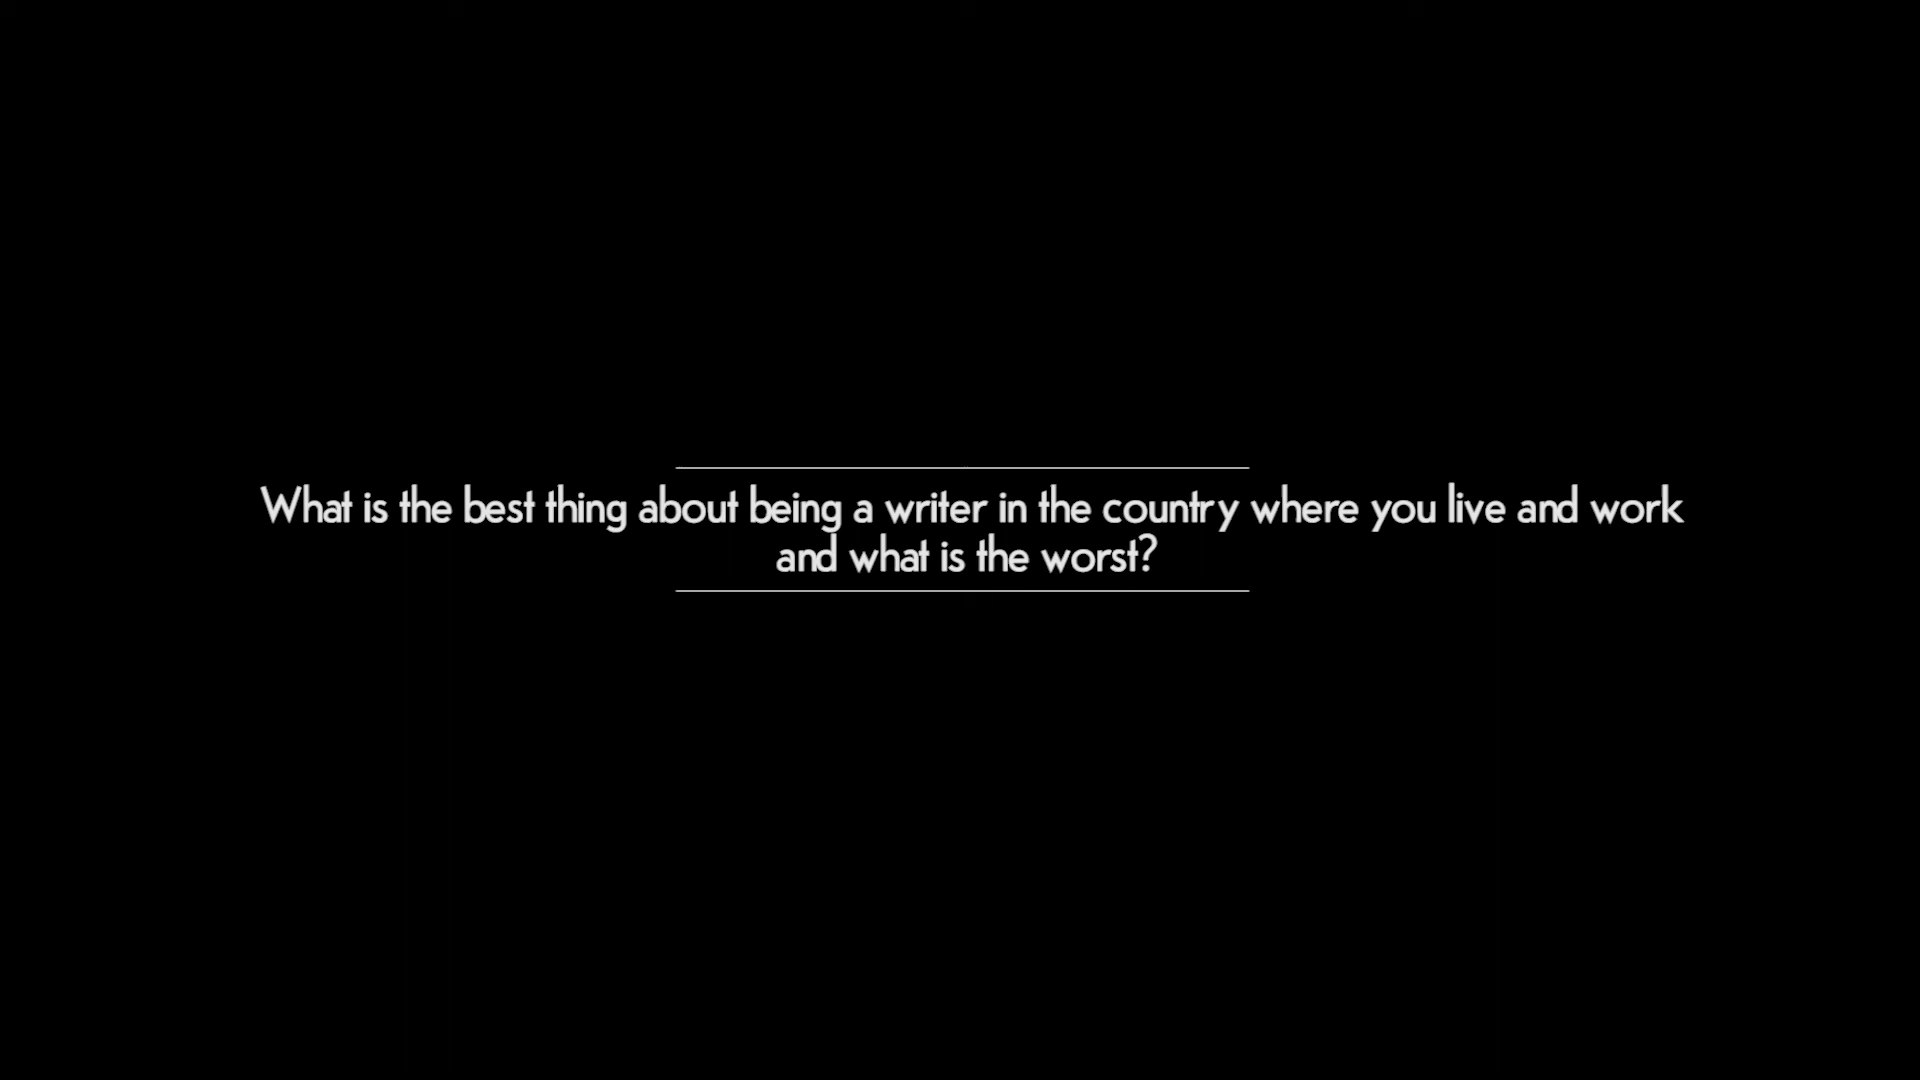 What is the best thing about being a writer in the country where you live and work
and what is the worst?